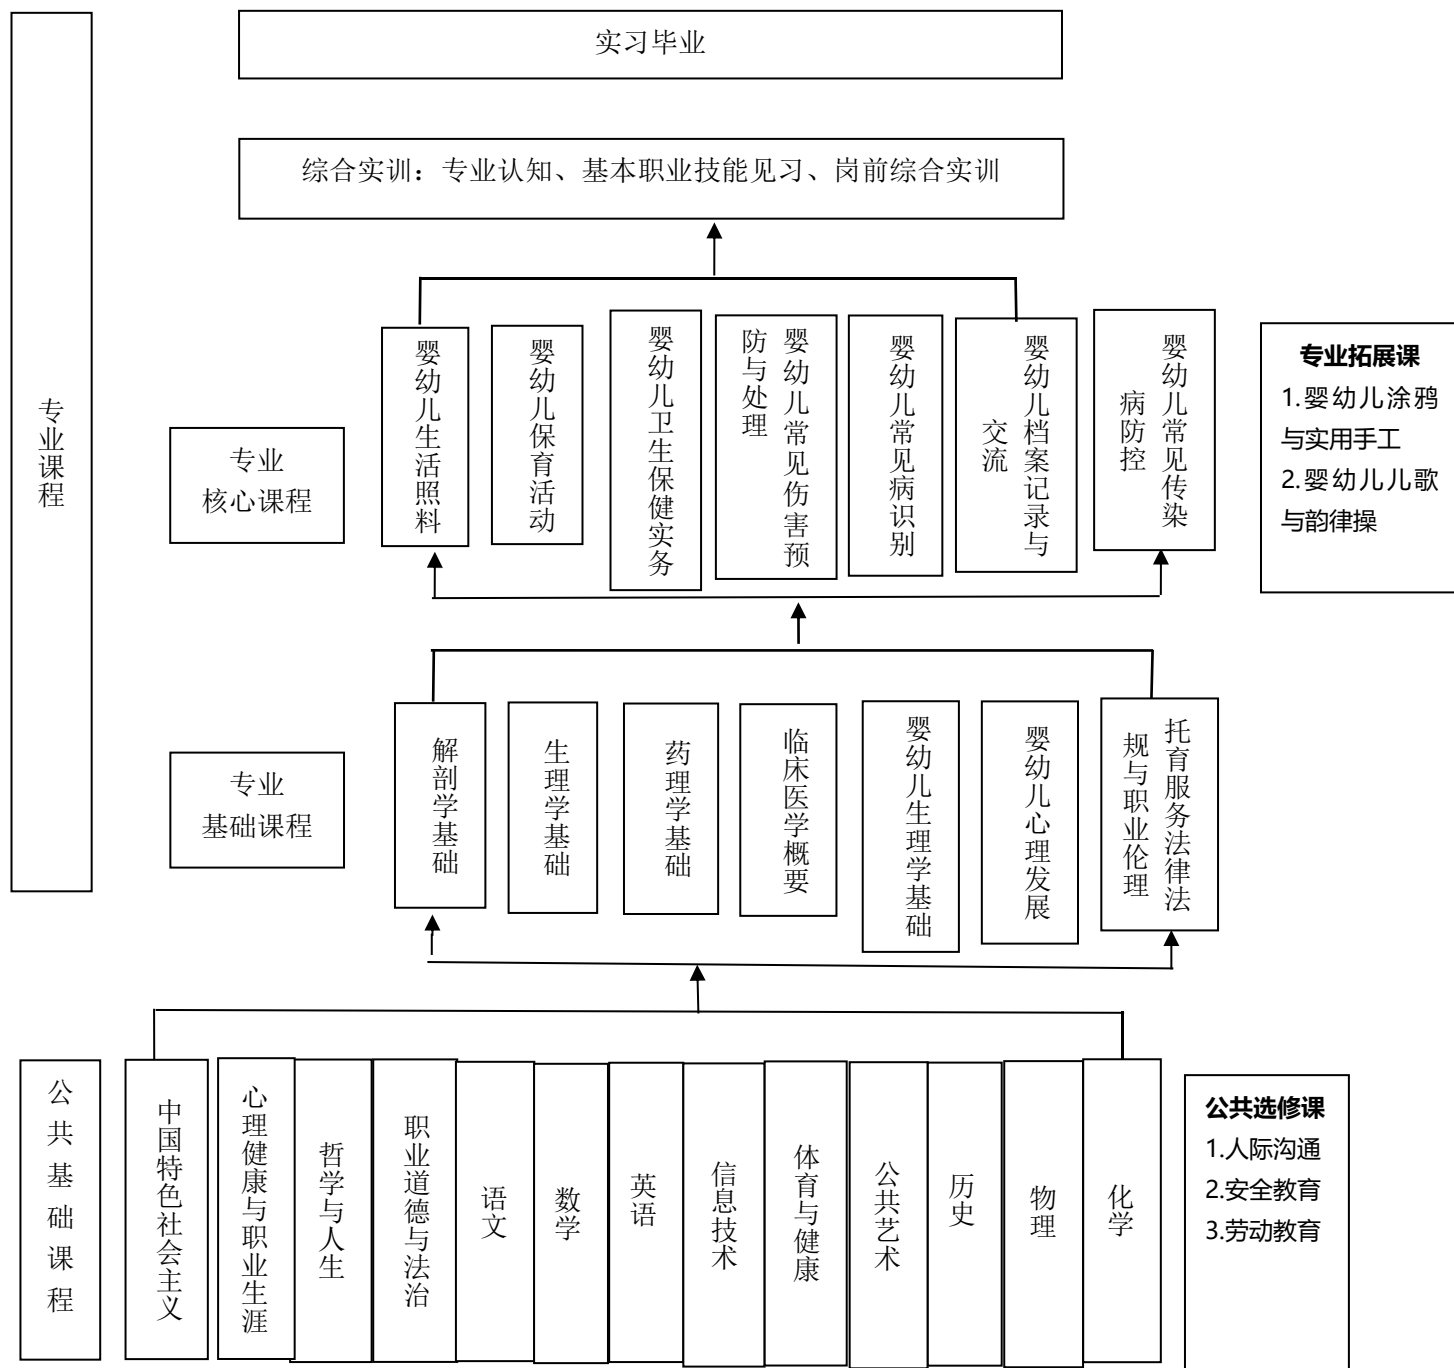 实习毕业
综合实训：专业认知、基本职业技能见习、岗前综合实训
专业课程
专业
核心课程
婴幼儿生活照料
婴幼儿保育活动
婴幼儿卫生保健实务
婴幼儿常见伤害预
防与处理
婴幼儿常见病识别
婴幼儿档案记录与
交流
婴幼儿常见传染
病防控
专业拓展课
1.婴幼儿涂鸦
与实用手工
2.婴幼儿儿歌
与韵律操
专业
基础课程
解剖学基础
生理学基础
药理学基础
临床医学概要
婴幼儿生理学基础
婴幼儿心理发展
托育服务法律法
规与职业伦理
公共基础课程
中国特色社会主义
心理健康与职业生涯
哲学与人生
职业道德与法治
语文
数学
英语
信息技术
体育与健康
公共艺术
历史
物理
化学
公共选修课
1.人际沟通
2.安全教育
3.劳动教育